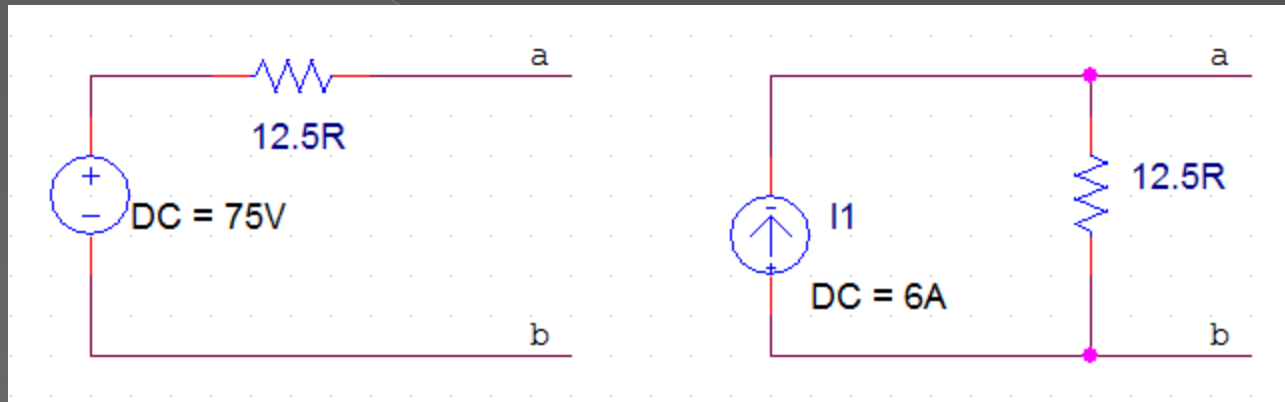 a
12.5R
+
−
DC = 75V
b
a
12.5R
-
I1
+
DC = 6A
b